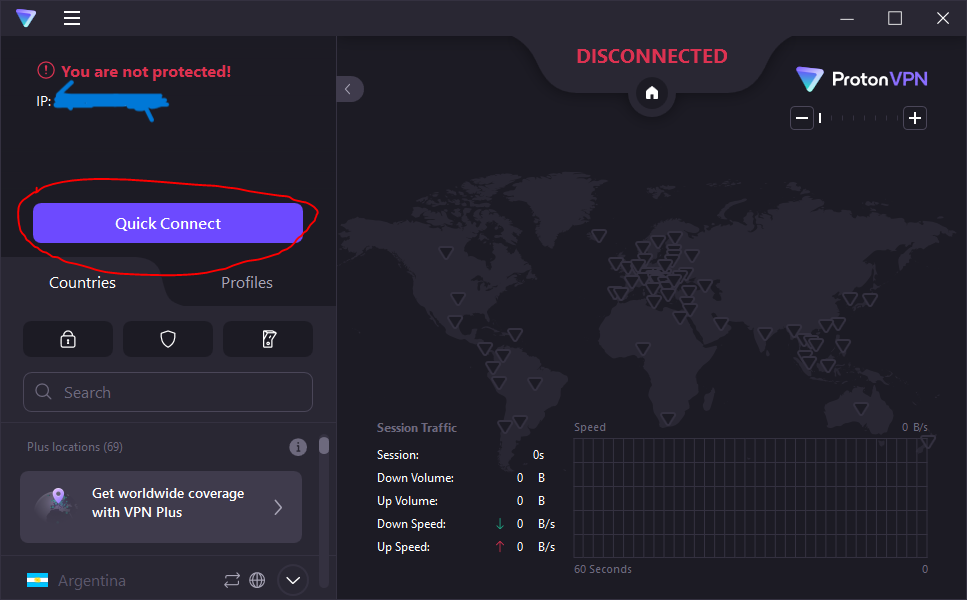 You are not protected!
IP:
Quick Connect
Countries
Profiles
Search
Plus locations (69)
Get worldwide coverage
with VPN Plus
Argentina
DISCONNECTED
ProtonVPN
Session Traffic
Session: 0s
Down Volume: 0 B
Up Volume: 0 B
Down Speed: 0 B/s
Up Speed: 0 B/s
Speed
0 B/s
60 Seconds
0